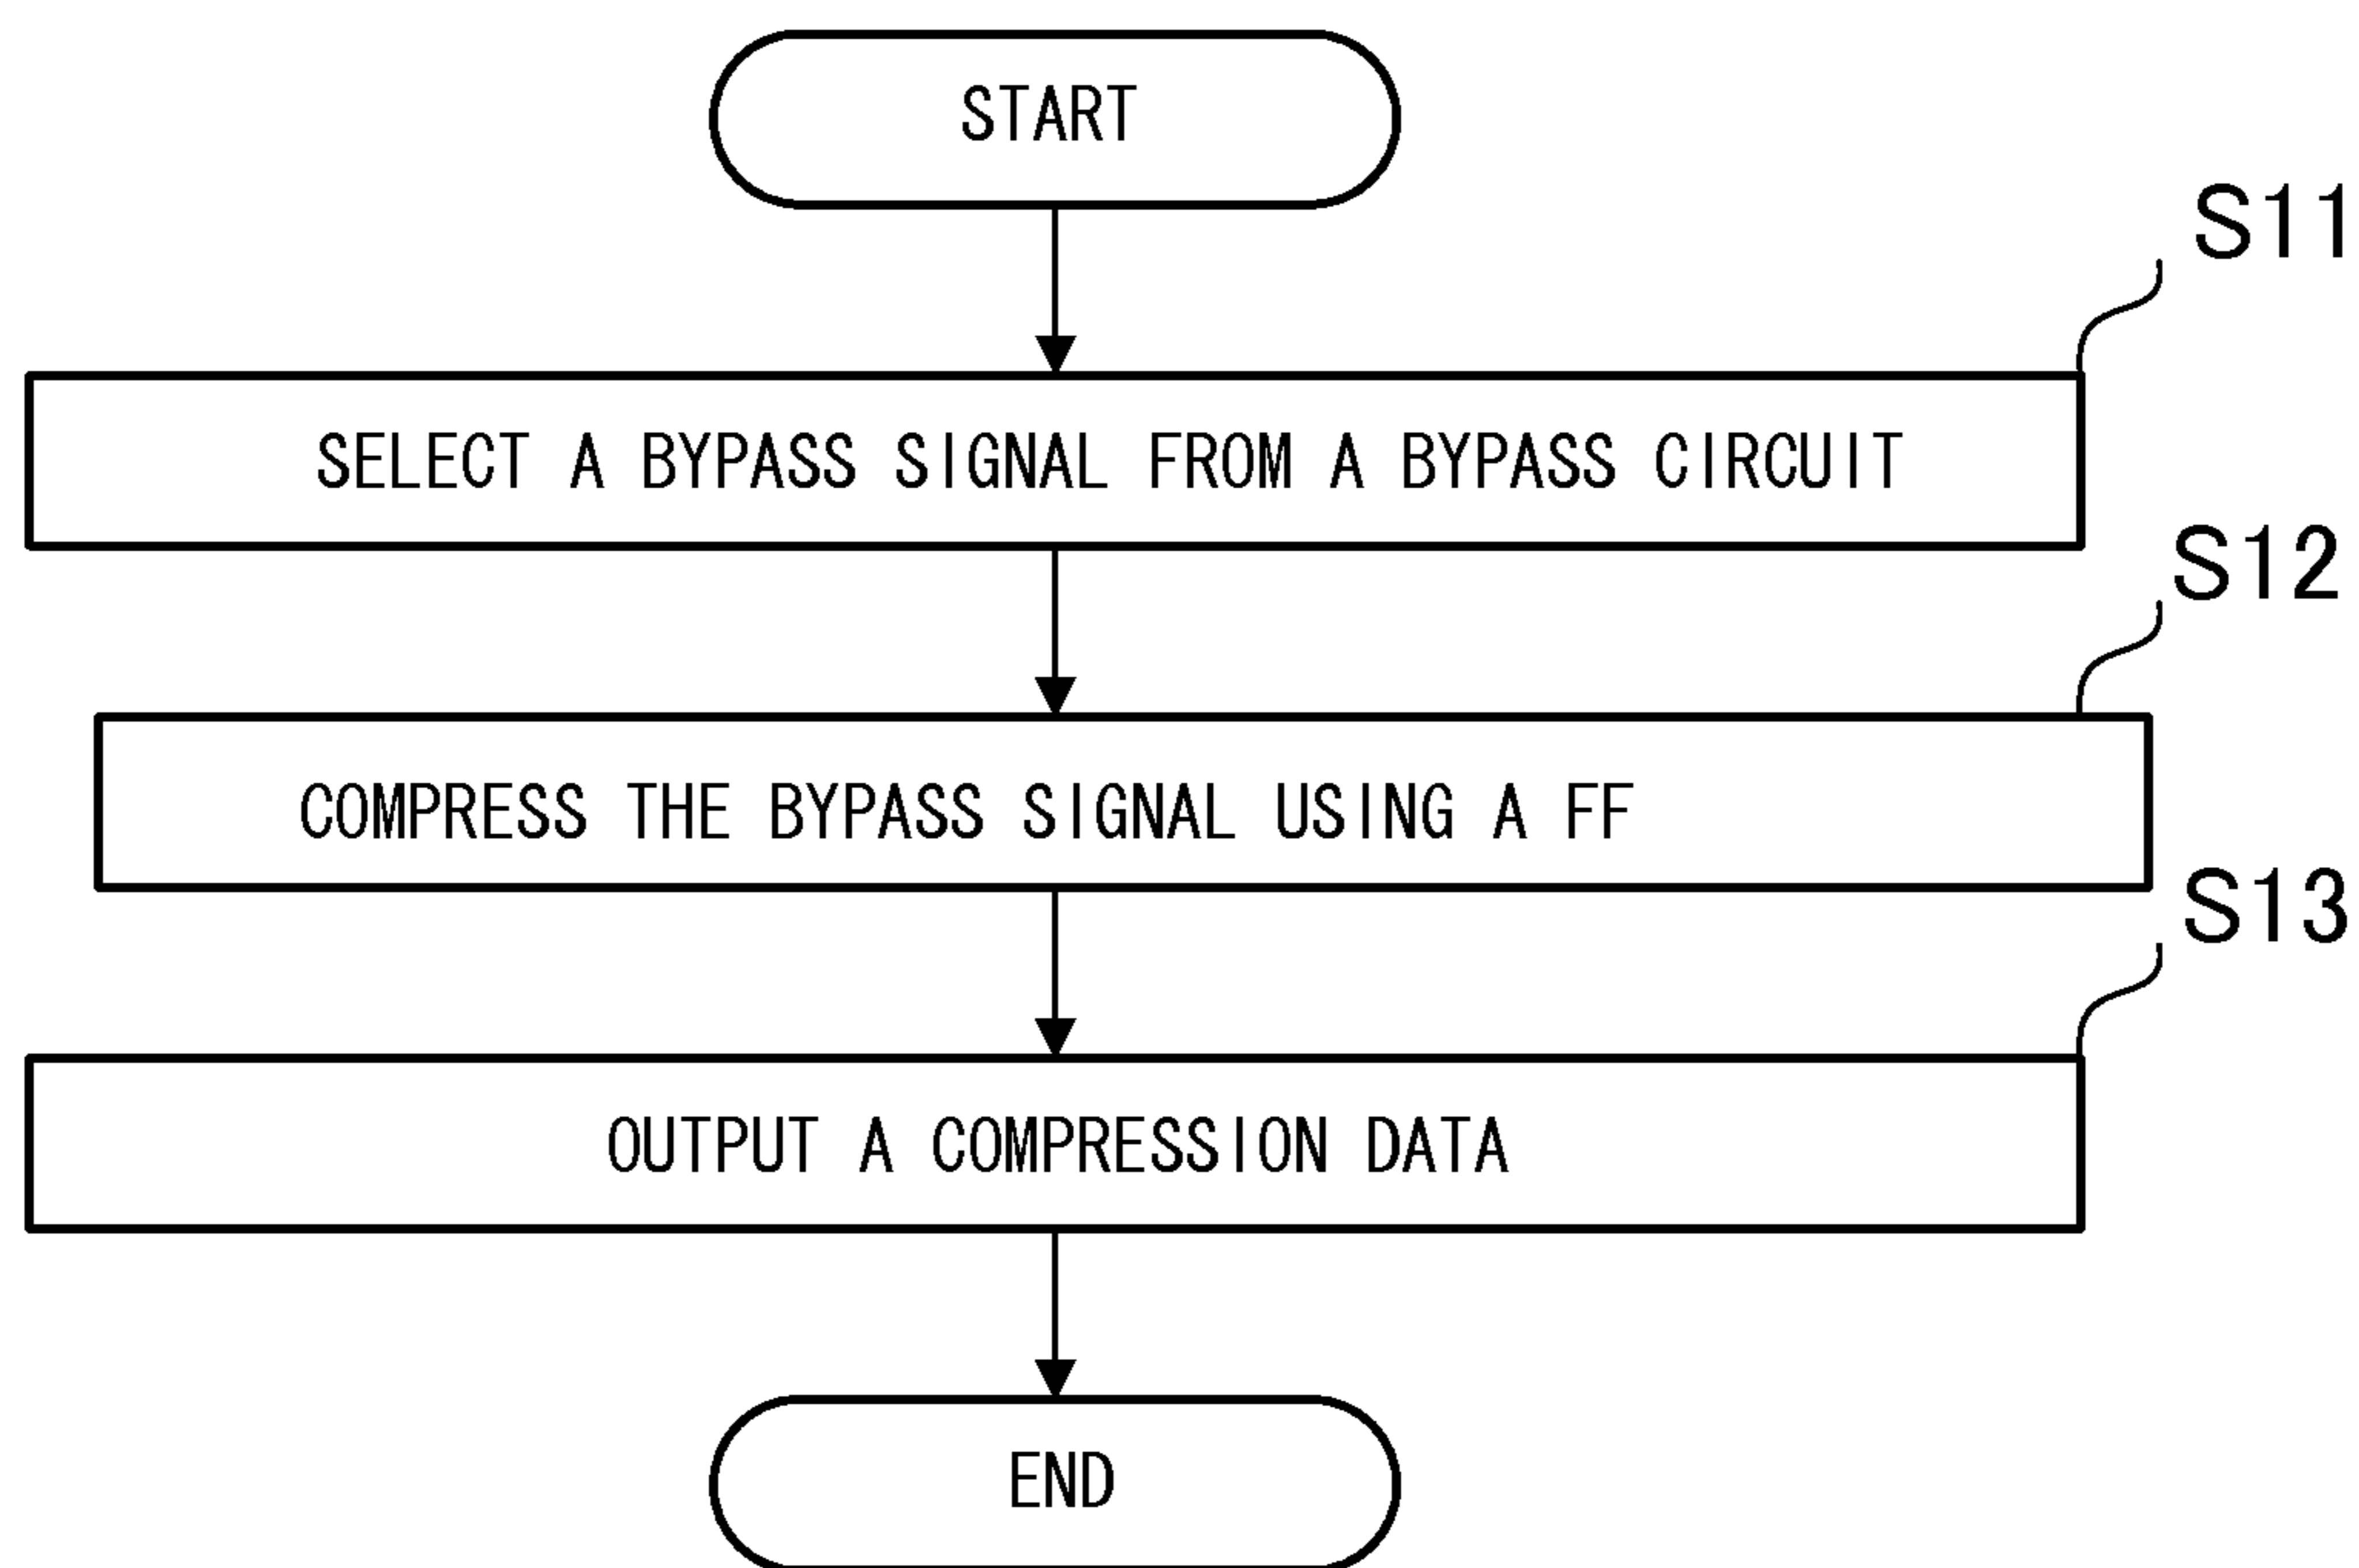 START
S11
SELECT A BYPASS SIGNAL FROM A BYPASS CIRCUIT
S12
COMPRESS THE BYPASS SIGNAL USING A FF
S13
OUTPUT A COMPRESSION DATA
END